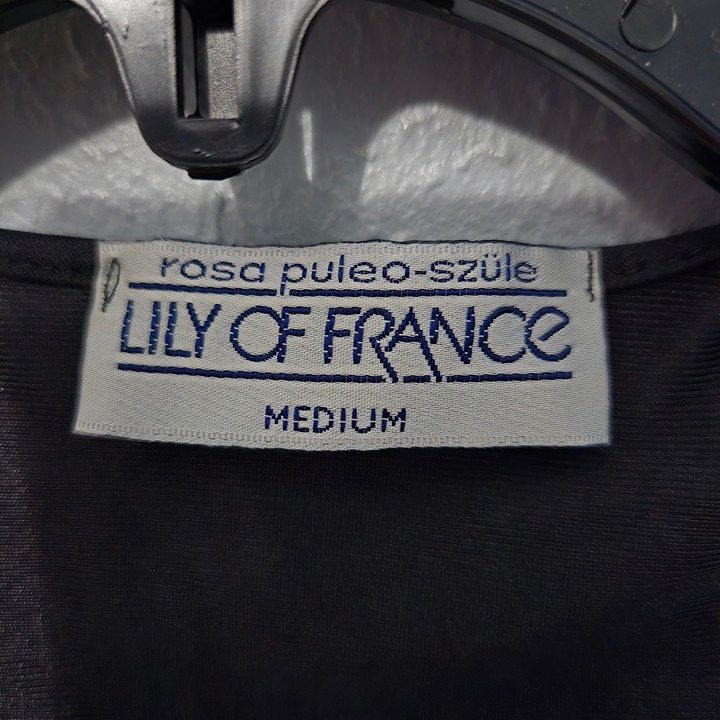 rosa puleo-szüle
LILY OF FRANCe
MEDIUM